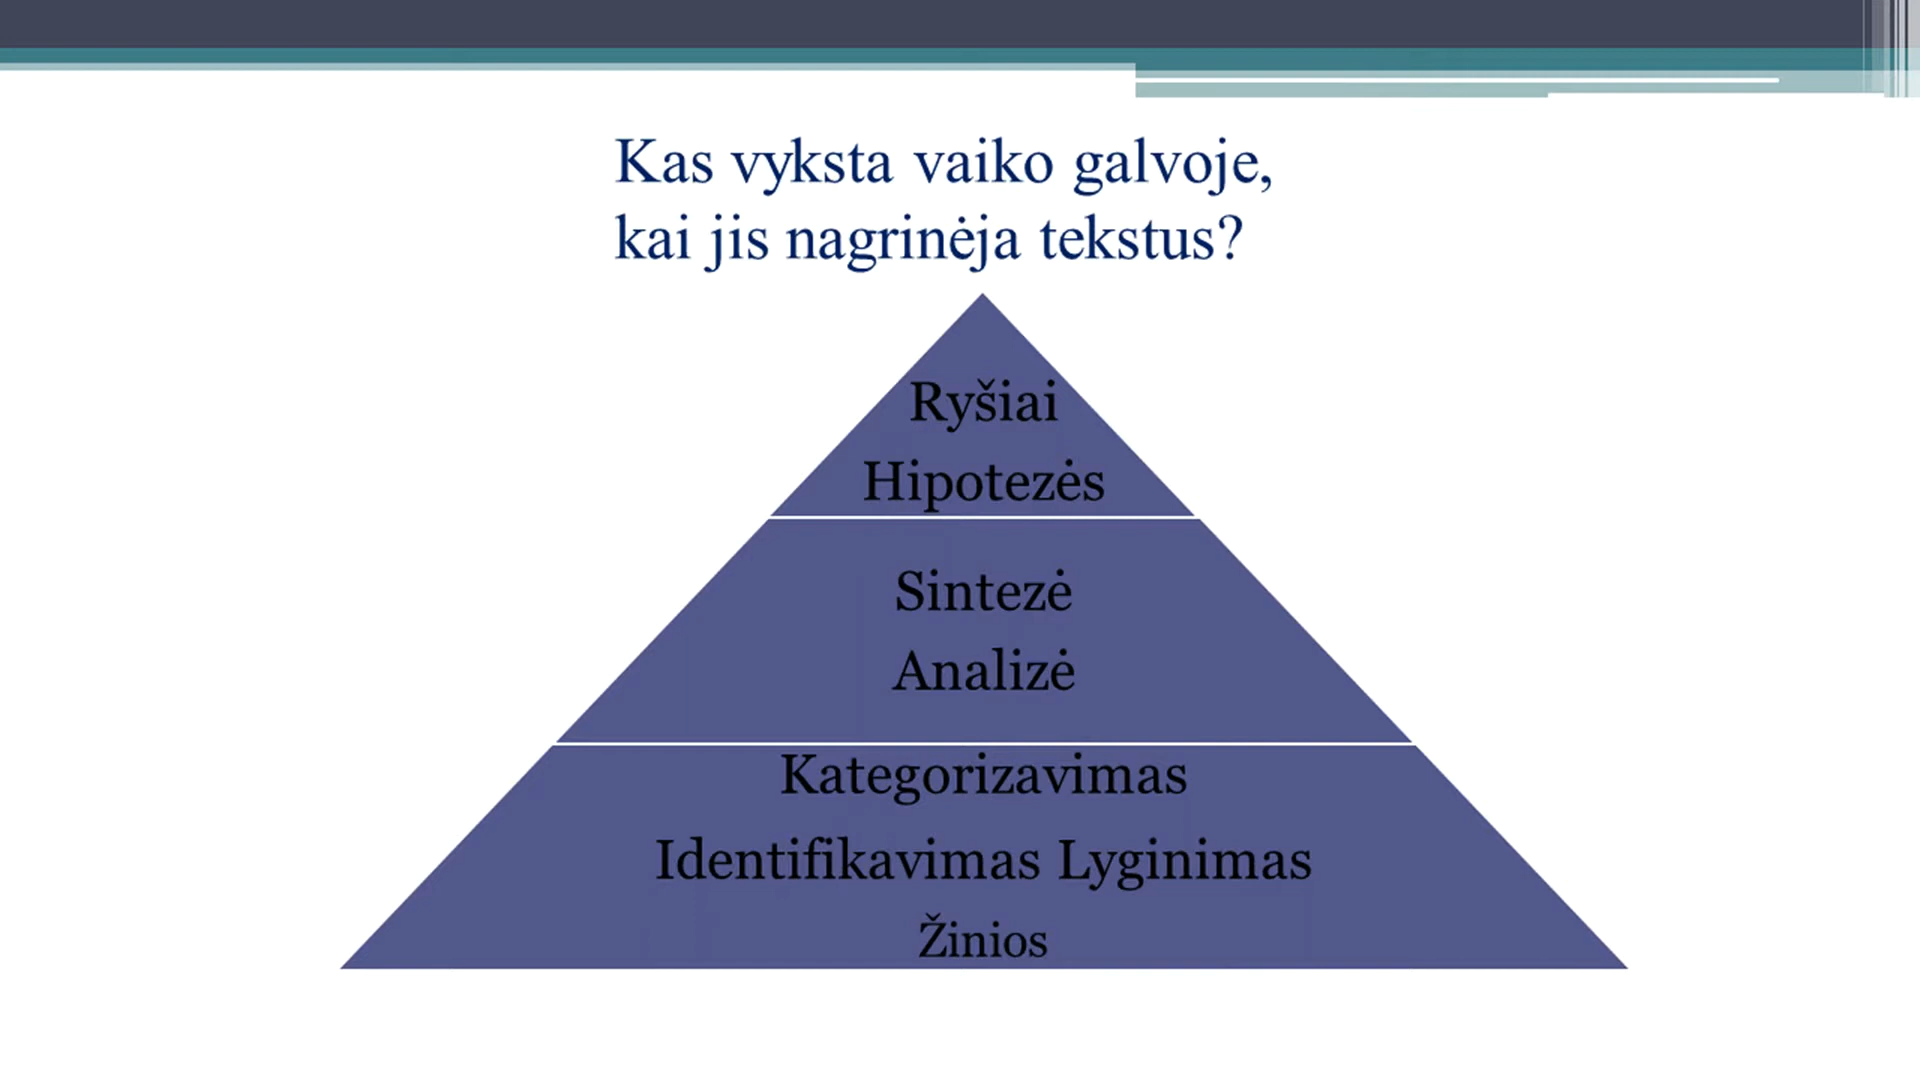 Kas vyksta vaiko galvoje,
kai jis nagrinėja tekstus?
Ryšiai
Hipotezės
Sintezė
Analizė
Kategorizavimas
Identifikavimas Lyginimas
Žinios